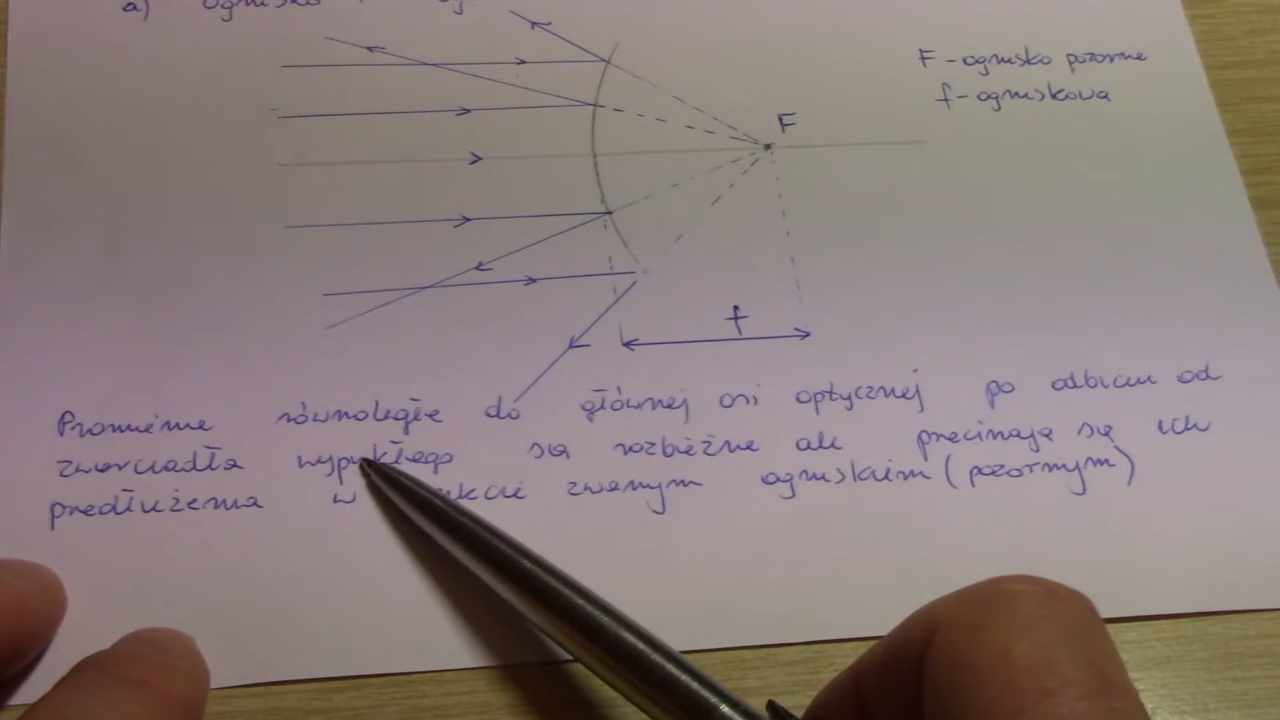 a) Ognisko
F - ognisko pozorne
f - ogniskowa
F
f
Promienie równoległe do głównej osi optycznej po odbiciu od
zwierciadła wypukłego są rozbieżne ale przecinają się ich
przedłużenia w zwanym ogniskiem (pozornym)